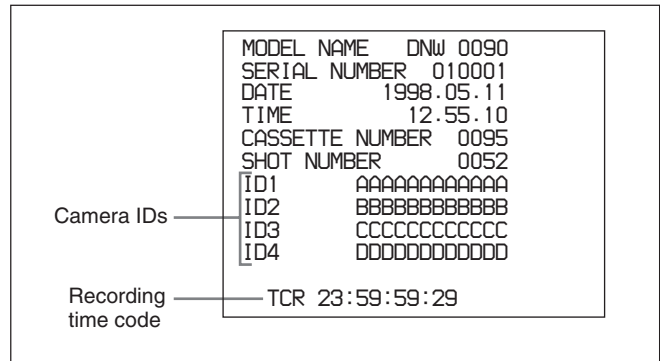 MODEL NAME DNW 0090
SERIAL NUMBER 010001
DATE 1998.05.11
TIME 12.55.10
CASSETTE NUMBER 0095
SHOT NUMBER 0052
ID1 AAAAAAAAAAAA
ID2 BBBBBBBBBBBB
ID3 CCCCCCCCCCCC
ID4 DDDDDDDDDDDD
Camera IDs
TCR 23:59:59:29
Recording
time code